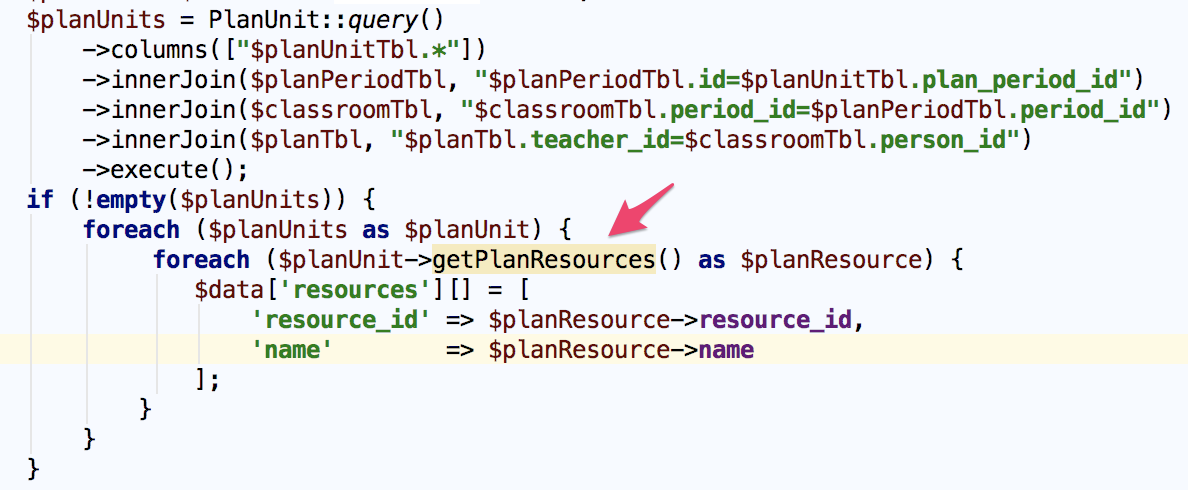 $planUnits = PlanUnit::query()
->columns(["$planUnitTbl.*"])
->innerJoin($planPeriodTbl, "$planPeriodTbl.id=$planUnitTbl.plan_period_id")
->innerJoin($classroomTbl, "$classroomTbl.period_id=$planPeriodTbl.period_id")
->innerJoin($planTbl, "$planTbl.teacher_id=$classroomTbl.person_id")
->execute();
if (!empty($planUnits)) {
foreach ($planUnits as $planUnit) {
foreach ($planUnit->getPlanResources() as $planResource) {
$data['resources'][] = [
'resource_id' => $planResource->resource_id,
'name' => $planResource->name
];
}
}
}